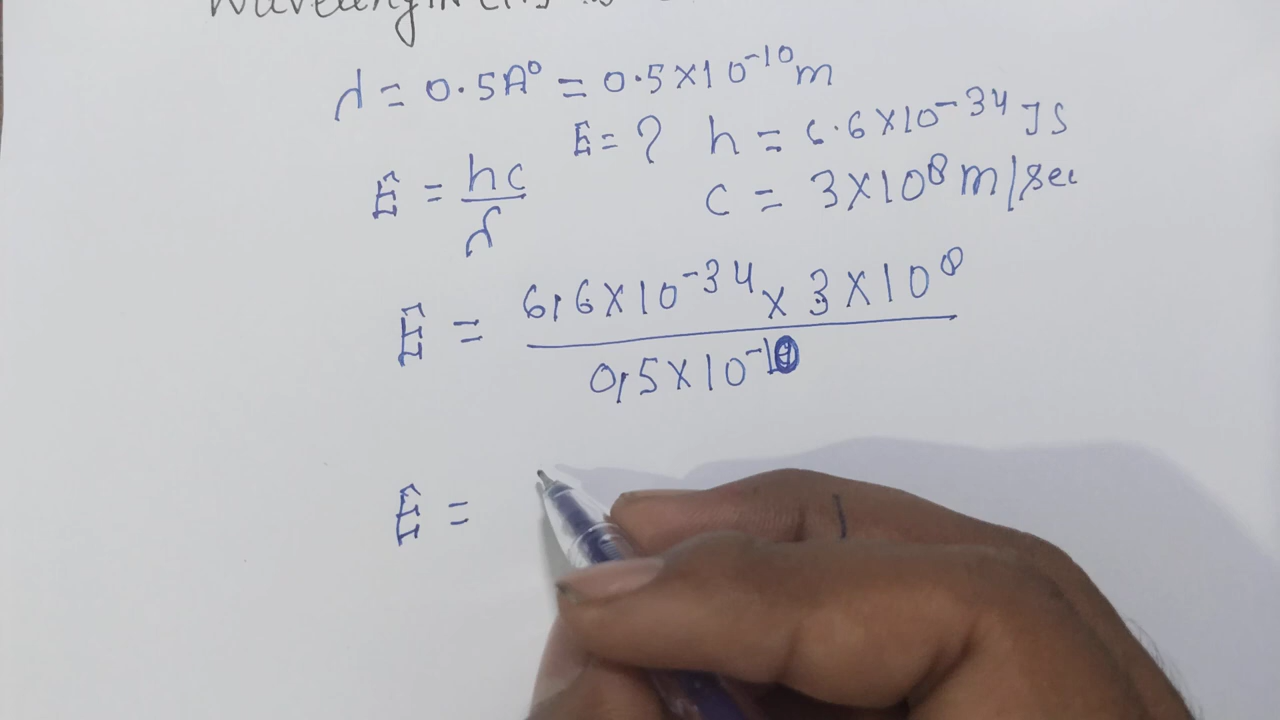 λ = 0.5A° = 0.5×10⁻¹⁰m
E = ? h = 6.6×10⁻³⁴ JS
E = hc/λ c = 3×10⁸ m/sec
E = 6.6×10⁻³⁴ × 3×10⁸ / 0.5×10⁻¹⁰
E =